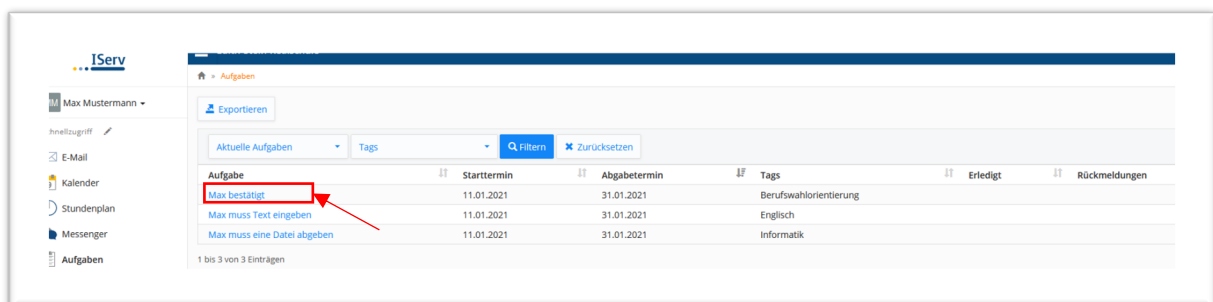 IServ
Aufgaben
MM Max Mustermann
Exportieren
hnellzugriff
Aktuelle Aufgaben Tags Filtern Zurücksetzen
E-Mail
Aufgabe Starttermin Abgabetermin Tags Erledigt Rückmeldungen
Kalender
Max bestätigt 11.01.2021 31.01.2021 Berufswahlorientierung
Stundenplan
Max muss Text eingeben 11.01.2021 31.01.2021 Englisch
Messenger
Max muss eine Datei abgeben 11.01.2021 31.01.2021 Informatik
Aufgaben
1 bis 3 von 3 Einträgen